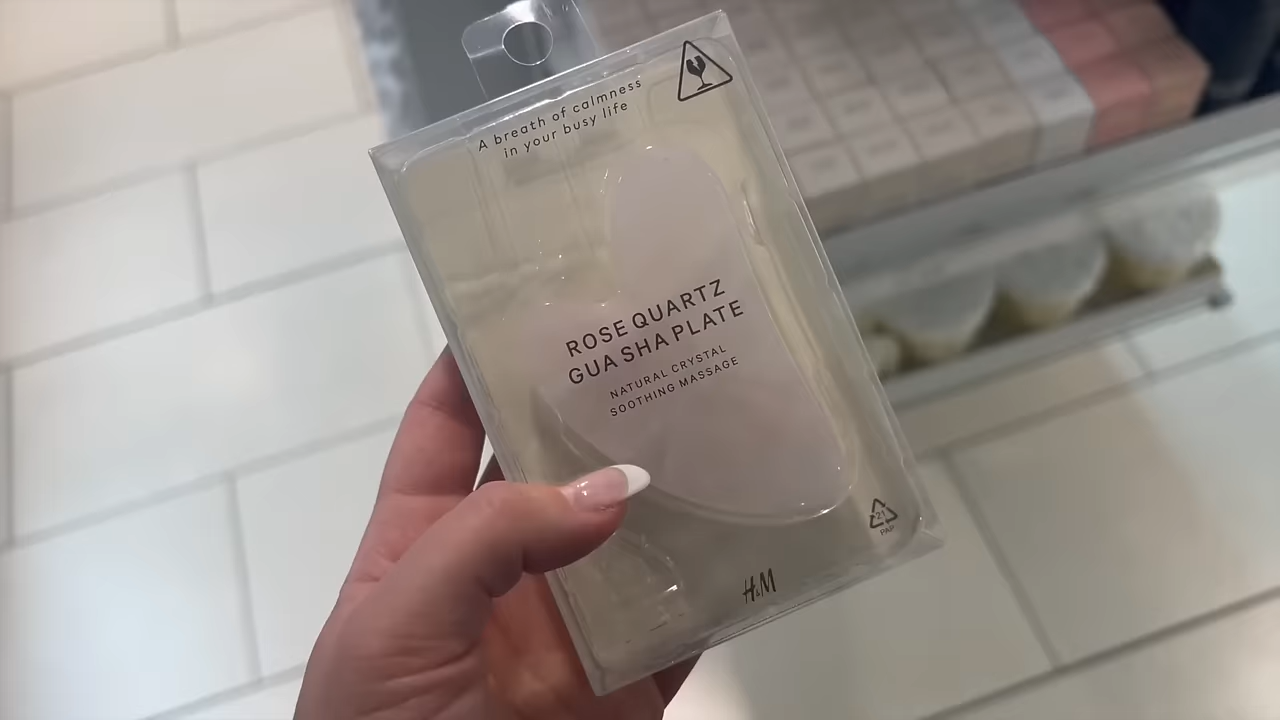 A breath of calmness
in your busy life
ROSE QUARTZ
GUA SHA PLATE
NATURAL CRYSTAL
SOOTHING MASSAGE
21
PAP
H&M